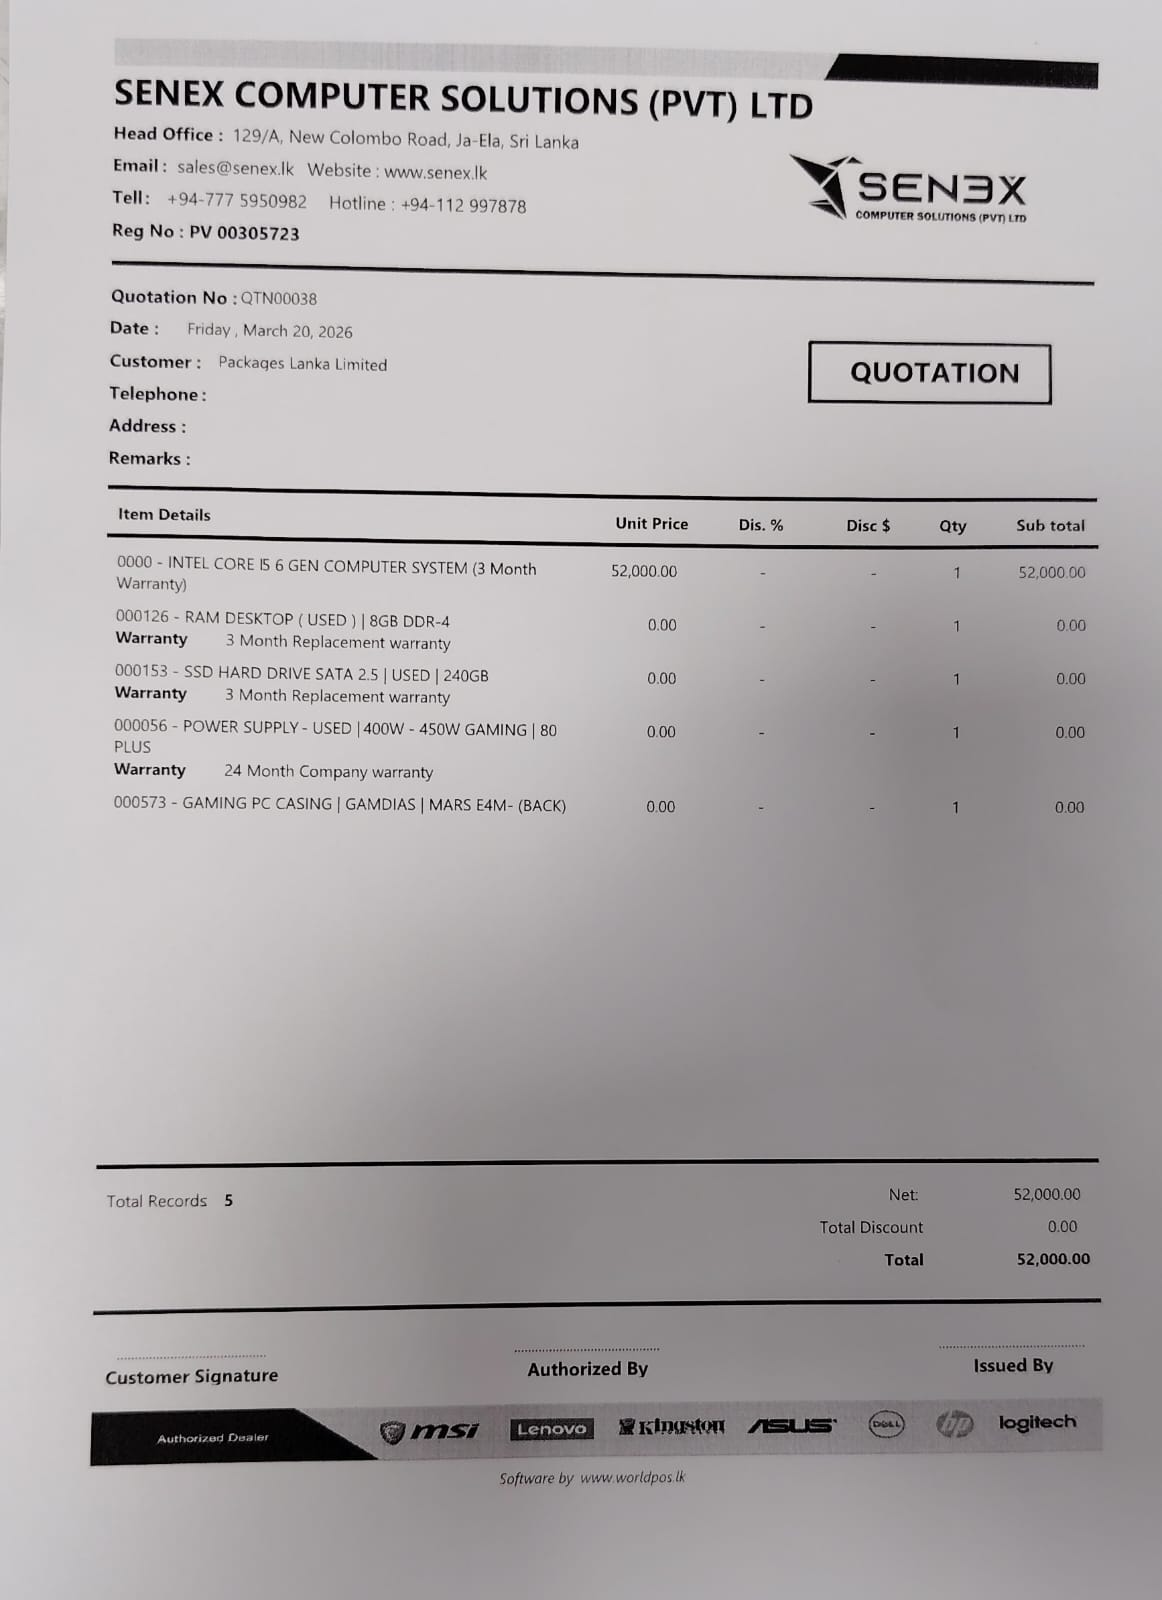 SENEX COMPUTER SOLUTIONS (PVT) LTD
Head Office : 129/A, New Colombo Road, Ja-Ela, Sri Lanka
Email : sales@senex.lk Website : www.senex.lk
Tell : +94-777 5950982 Hotline : +94-112 997878
Reg No : PV 00305723
SENEX
COMPUTER SOLUTIONS (PVT) LTD
Quotation No : QTN00038
Date : Friday , March 20, 2026
Customer : Packages Lanka Limited
Telephone :
Address :
Remarks :
QUOTATION
Item Details Unit Price Dis. % Disc $ Qty Sub total
0000 - INTEL CORE I5 6 GEN COMPUTER SYSTEM (3 Month 52,000.00 - - 1 52,000.00
Warranty)
000126 - RAM DESKTOP ( USED ) | 8GB DDR-4 0.00 - - 1 0.00
Warranty 3 Month Replacement warranty
000153 - SSD HARD DRIVE SATA 2.5 | USED | 240GB 0.00 - - 1 0.00
Warranty 3 Month Replacement warranty
000056 - POWER SUPPLY - USED | 400W - 450W GAMING | 80 0.00 - - 1 0.00
PLUS
Warranty 24 Month Company warranty
000573 - GAMING PC CASING | GAMDIAS | MARS E4M- (BACK) 0.00 - - 1 0.00
Total Records 5
Net: 52,000.00
Total Discount 0.00
Total 52,000.00
Customer Signature Authorized By Issued By
Authorized Dealer msi Lenovo Kingston ASUS DELL hp logitech
Software by www.worldpos.lk